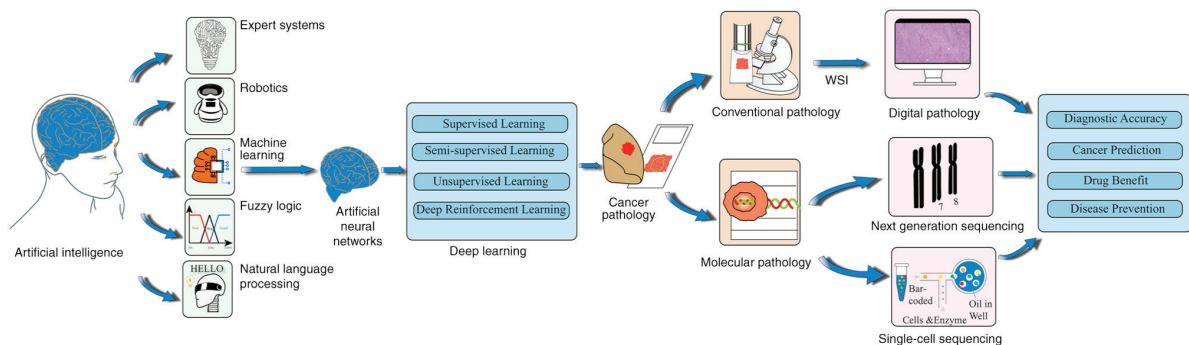 Artificial intelligence
Expert systems
Robotics
Machine
learning
Fuzzy logic
HELLO
Natural language
processing
Artificial
neural
networks
Supervised Learning
Semi-supervised Learning
Unsupervised Learning
Deep Reinforcement Learning
Deep learning
Cancer
pathology
Conventional pathology
WSI
Digital pathology
Molecular pathology
7 8
Next generation sequencing
Bar-
coded
Oil in
Well
Cells &Enzyme
Single-cell sequencing
Diagnostic Accuracy
Cancer Prediction
Drug Benefit
Disease Prevention